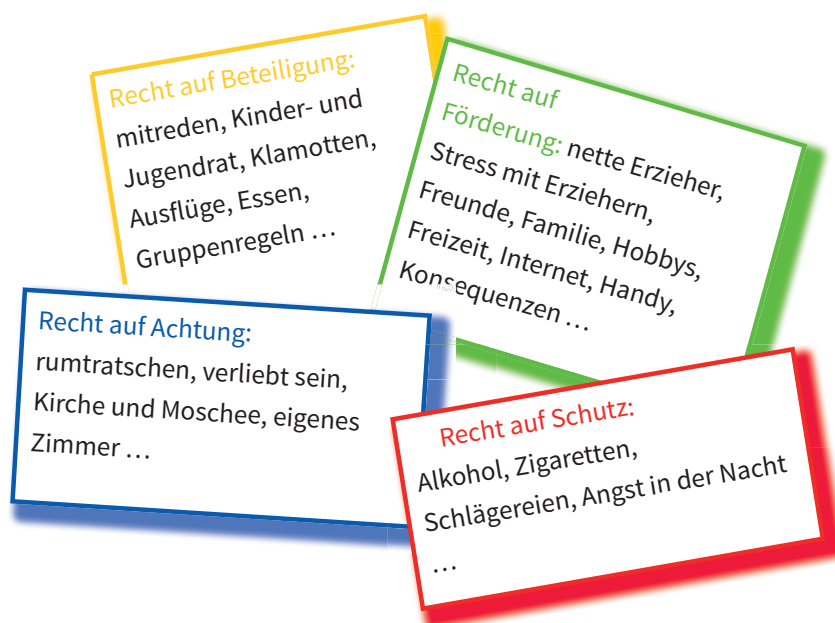 Recht auf Beteiligung:
mitreden, Kinder- und
Jugendrat, Klamotten,
Ausflüge, Essen,
Gruppenregeln …
Recht auf
Förderung: nette Erzieher,
Stress mit Erziehern,
Freunde, Familie, Hobbys,
Freizeit, Internet, Handy,
Konsequenzen …
Recht auf Achtung:
rumtratschen, verliebt sein,
Kirche und Moschee, eigenes
Zimmer …
Recht auf Schutz:
Alkohol, Zigaretten,
Schlägereien, Angst in der Nacht
…